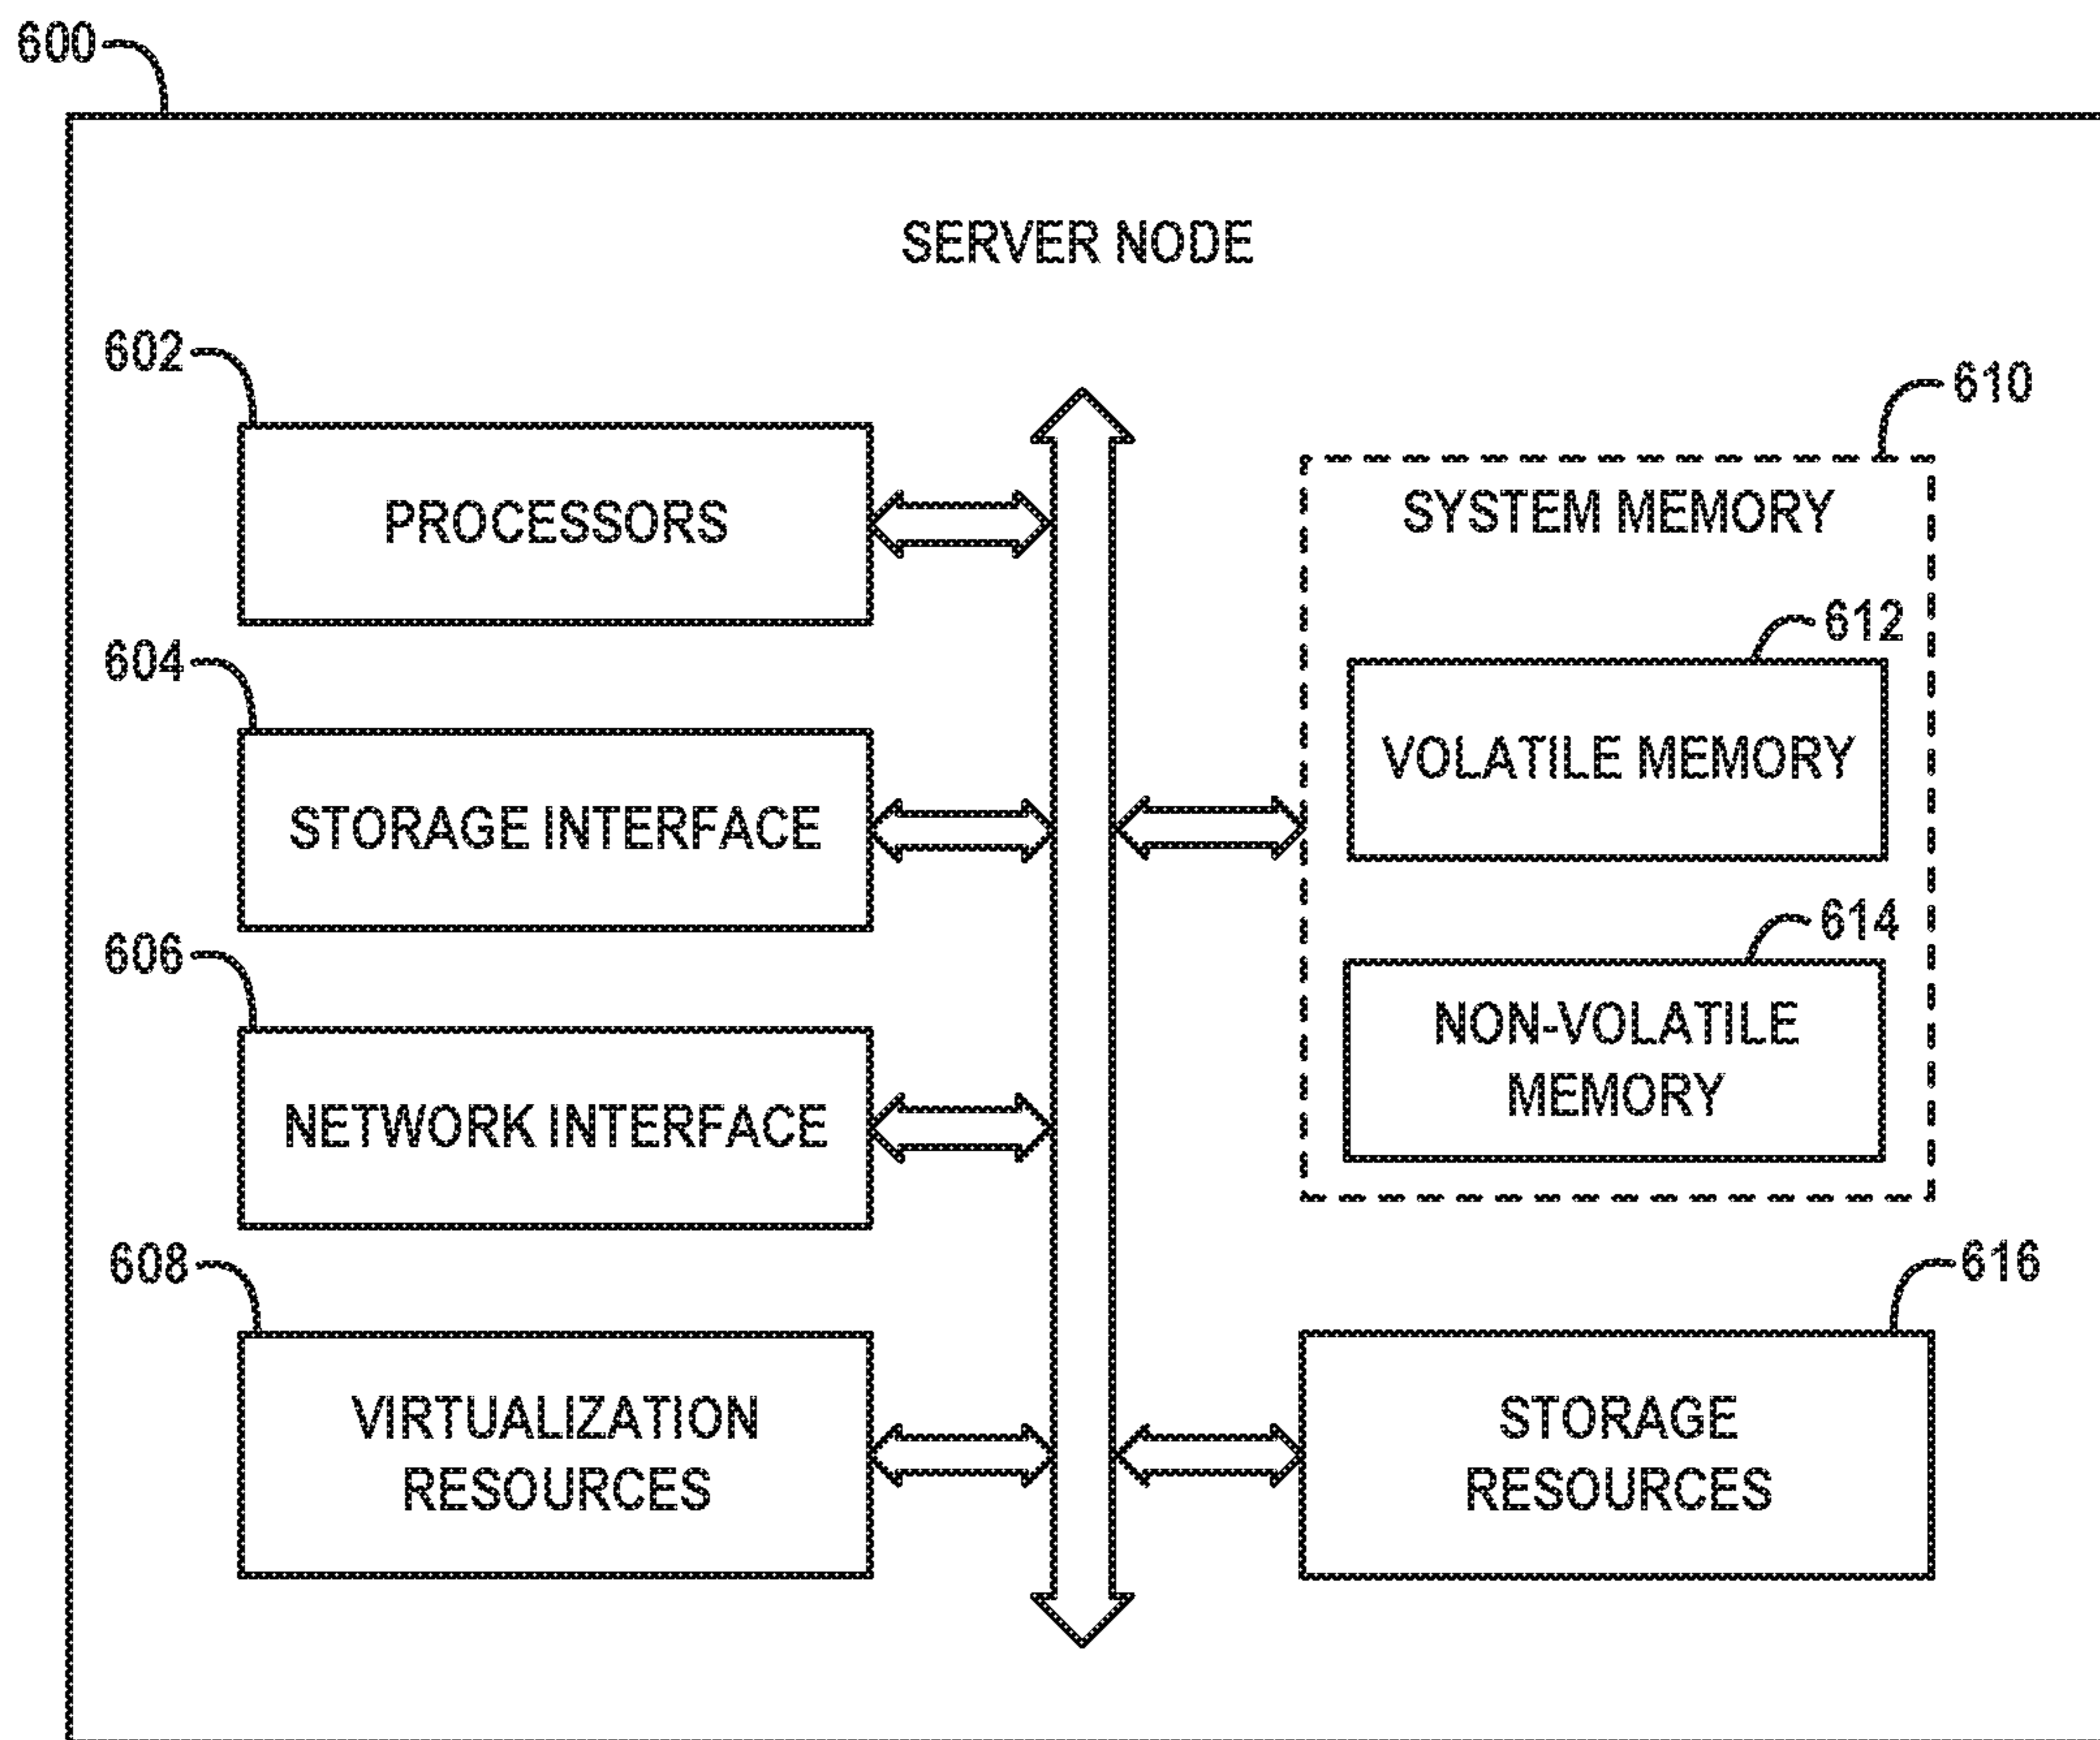 600
SERVER NODE
602
PROCESSORS
604
STORAGE INTERFACE
606
NETWORK INTERFACE
608
VIRTUALIZATION
RESOURCES
610
SYSTEM MEMORY
612
VOLATILE MEMORY
614
NON-VOLATILE
MEMORY
616
STORAGE
RESOURCES